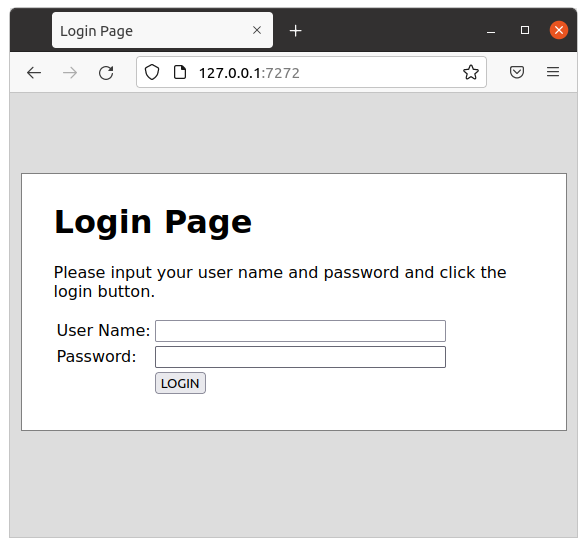 Login Page
127.0.0.1:7272
Login Page
Please input your user name and password and click the
login button.
User Name:
Password:
LOGIN